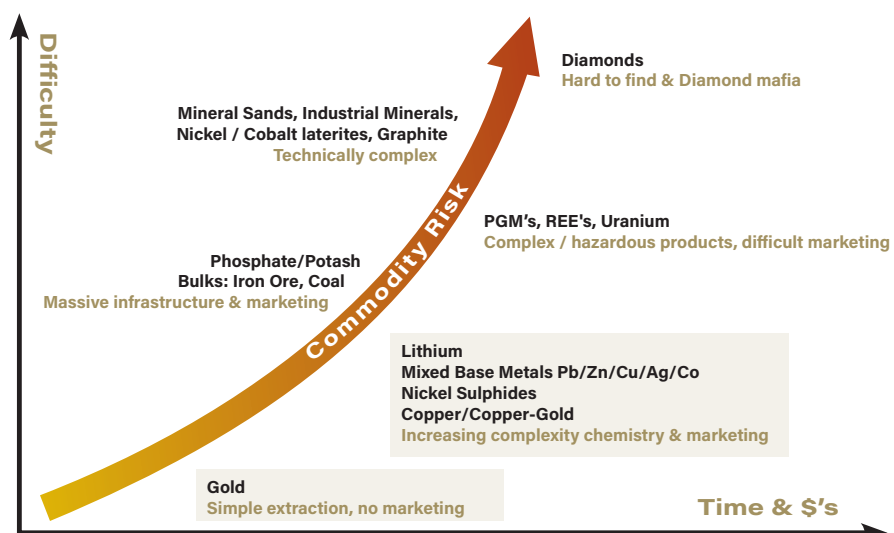 Difficulty
Diamonds
Hard to find & Diamond mafia
Mineral Sands, Industrial Minerals,
Nickel / Cobalt laterites, Graphite
Technically complex
PGM’s, REE's, Uranium
Complex / hazardous products, difficult marketing
Phosphate/Potash
Bulks: Iron Ore, Coal
Massive infrastructure & marketing
Commodity Risk
Lithium
Mixed Base Metals Pb/Zn/Cu/Ag/Co
Nickel Sulphides
Copper/Copper-Gold
Increasing complexity chemistry & marketing
Gold
Simple extraction, no marketing
Time & $’s